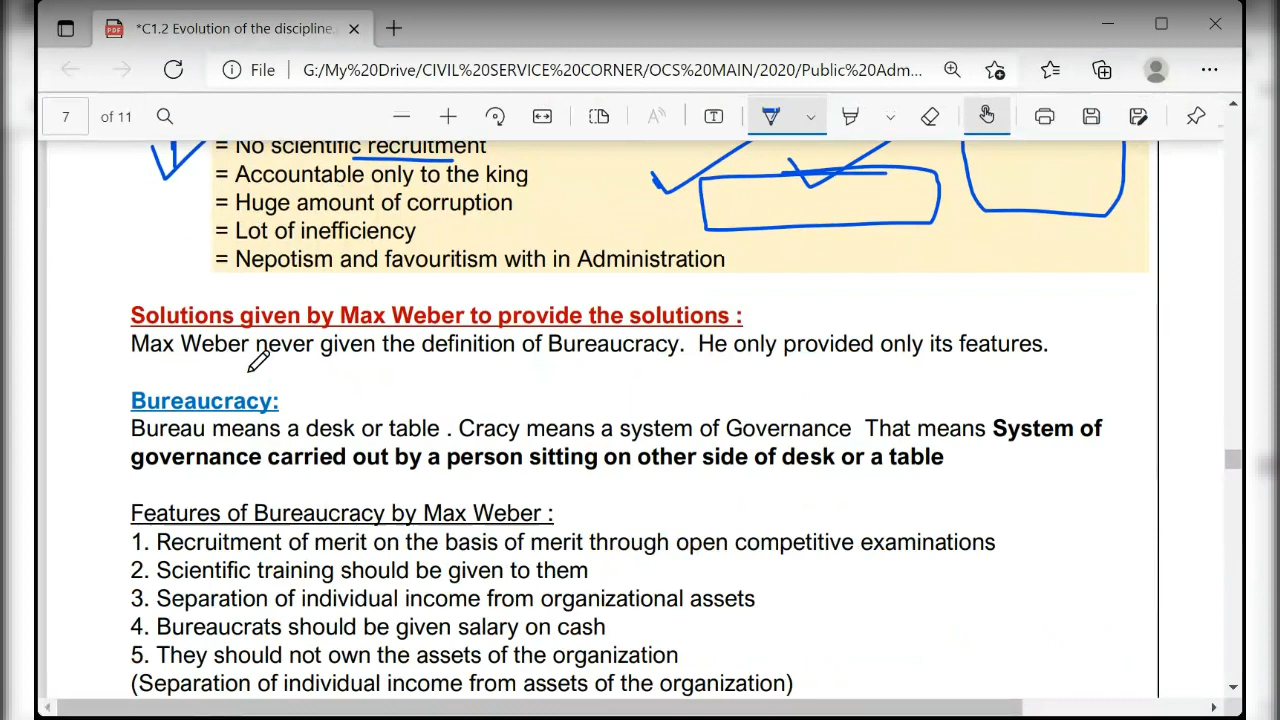 *C1.2 Evolution of the discipline.
File G:/My%20Drive/CIVIL%20SERVICE%20CORNER/OCS%20MAIN/2020/Public%20Adm...
7 of 11
= No scientific recruitment
= Accountable only to the king
= Huge amount of corruption
= Lot of inefficiency
= Nepotism and favouritism with in Administration
Solutions given by Max Weber to provide the solutions :
Max Weber never given the definition of Bureaucracy. He only provided only its features.
Bureaucracy:
Bureau means a desk or table . Cracy means a system of Governance That means System of
governance carried out by a person sitting on other side of desk or a table
Features of Bureaucracy by Max Weber :
1. Recruitment of merit on the basis of merit through open competitive examinations
2. Scientific training should be given to them
3. Separation of individual income from organizational assets
4. Bureaucrats should be given salary on cash
5. They should not own the assets of the organization
(Separation of individual income from assets of the organization)